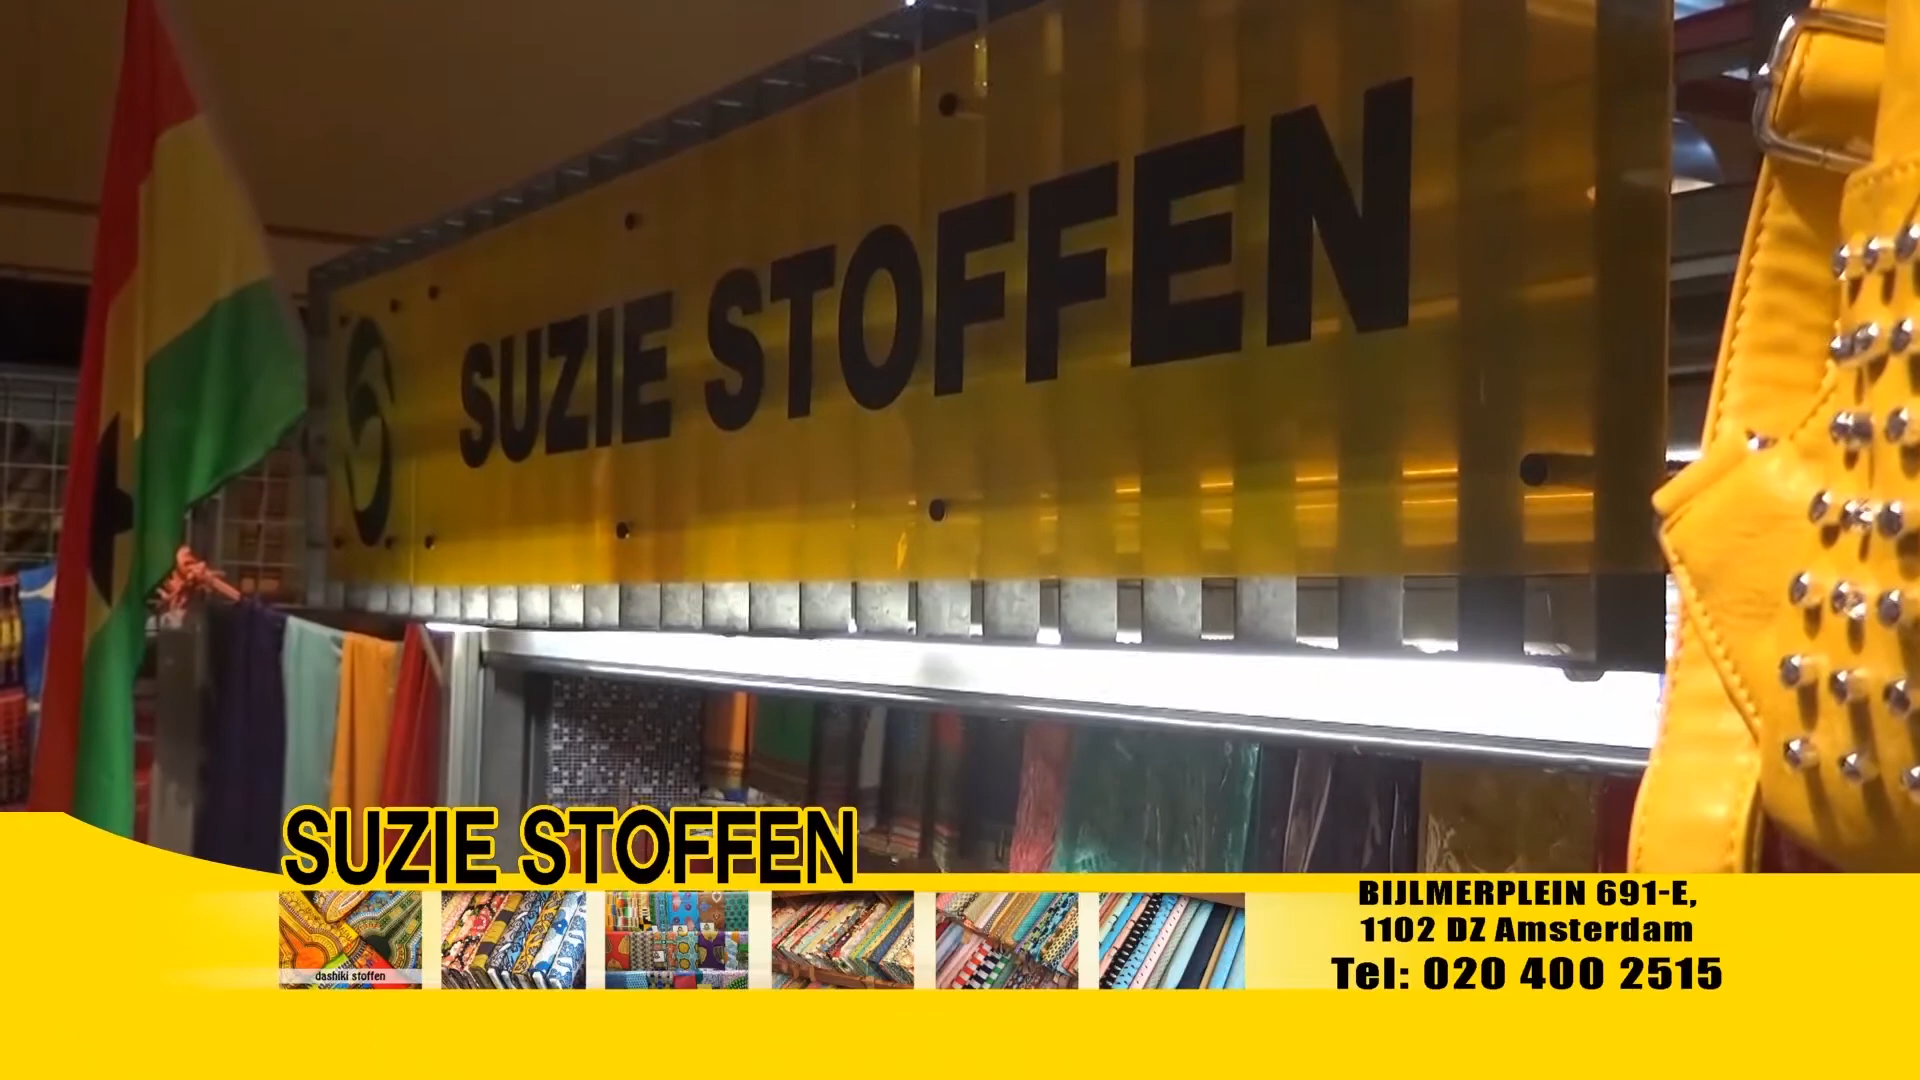 SUZIE STOFFEN
SUZIE STOFFEN
dashiki stoffen
BIJLMERPLEIN 691-E,
1102 DZ Amsterdam
Tel: 020 400 2515